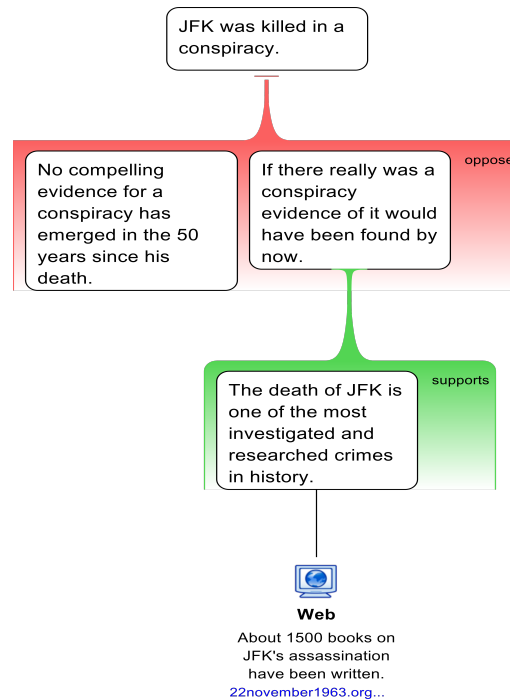 JFK was killed in a
conspiracy.
oppose
No compelling
evidence for a
conspiracy has
emerged in the 50
years since his
death.
If there really was a
conspiracy
evidence of it would
have been found by
now.
supports
The death of JFK is
one of the most
investigated and
researched crimes
in history.
Web
About 1500 books on
JFK's assassination
have been written.
22november1963.org...